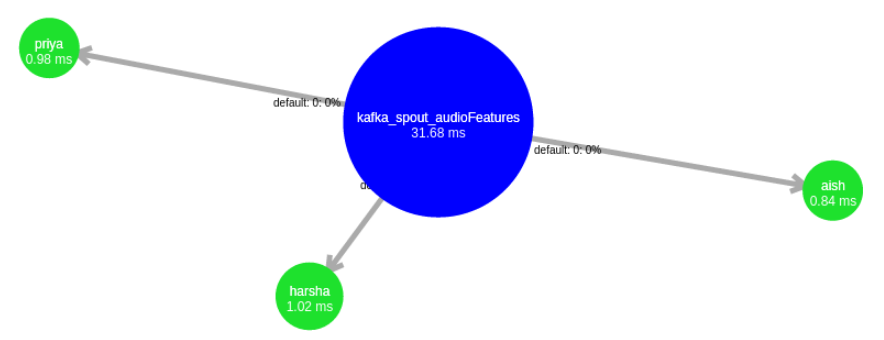 priya
0.98 ms
default: 0: 0%
kafka_spout_audioFeatures
31.68 ms
default: 0: 0%
aish
0.84 ms
harsha
1.02 ms